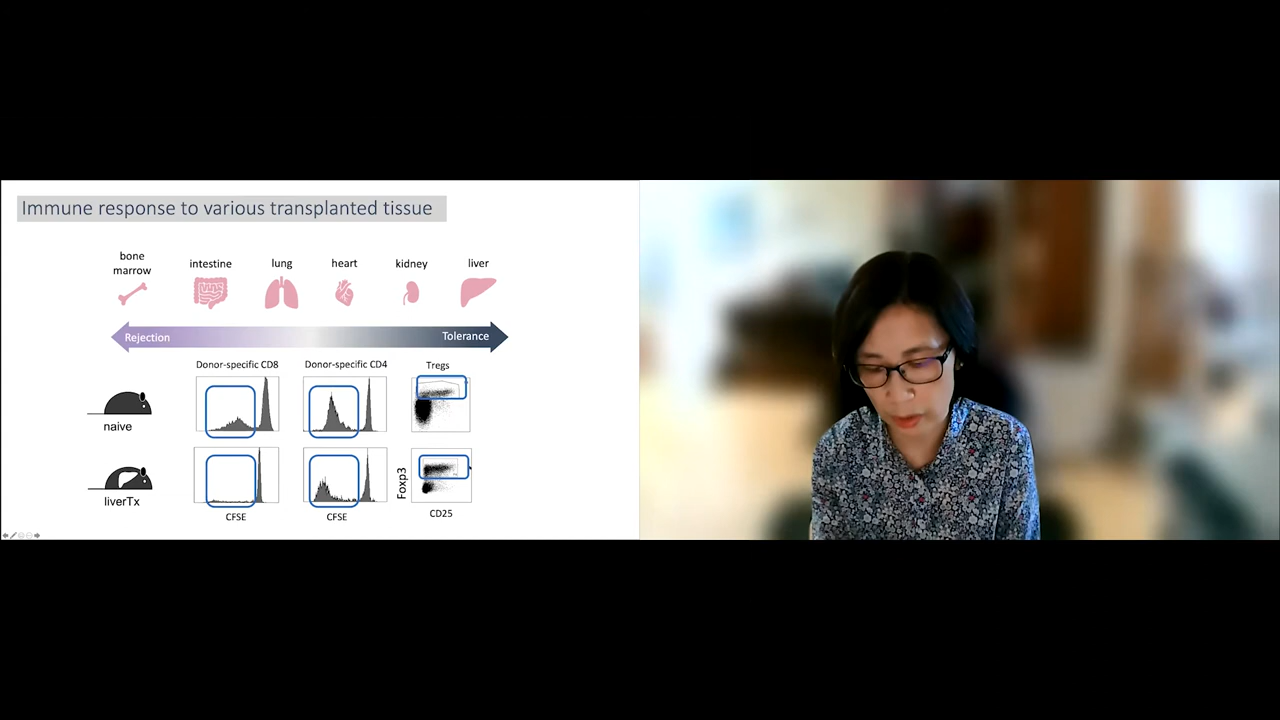 Immune response to various transplanted tissue
bone
marrow
intestine
lung
heart
kidney
liver
Rejection
Tolerance
Donor-specific CD8
Donor-specific CD4
Tregs
naive
liverTx
Foxp3
CFSE
CFSE
CD25